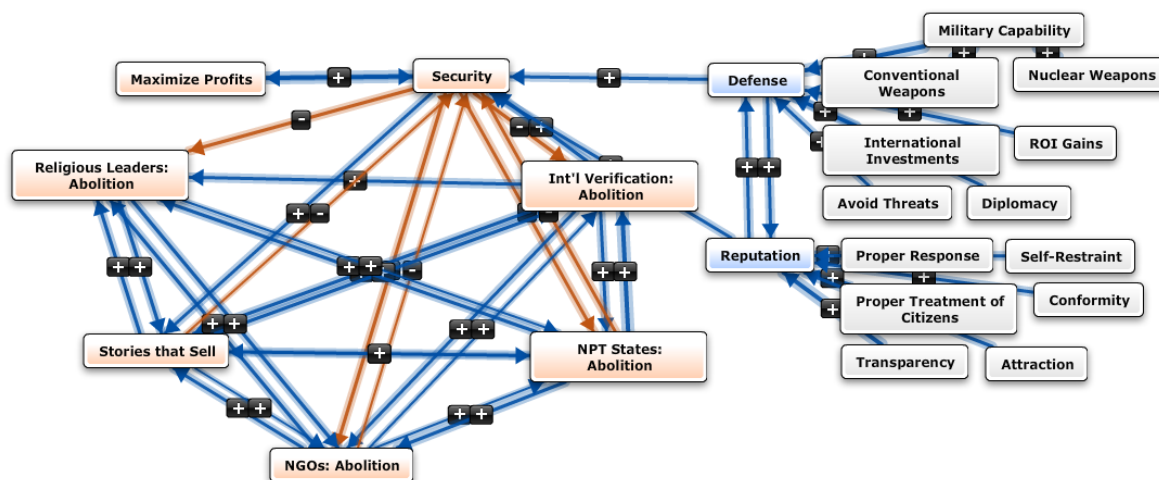 Military Capability
Maximize Profits
+
Security
+
Defense
+
+
+
Conventional
Weapons
Nuclear Weapons
-
-
+
+
+
+
International
Investments
ROI Gains
Religious Leaders:
Abolition
+
Int'l Verification:
Abolition
+
+
Avoid Threats
Diplomacy
+
-
Reputation
+
Proper Response
Self-Restraint
+
+
+
+
-
+
+
+
+
Proper Treatment of
Citizens
Conformity
+
+
+
+
Stories that Sell
+
NPT States:
Abolition
Transparency
Attraction
+
+
+
+
NGOs: Abolition